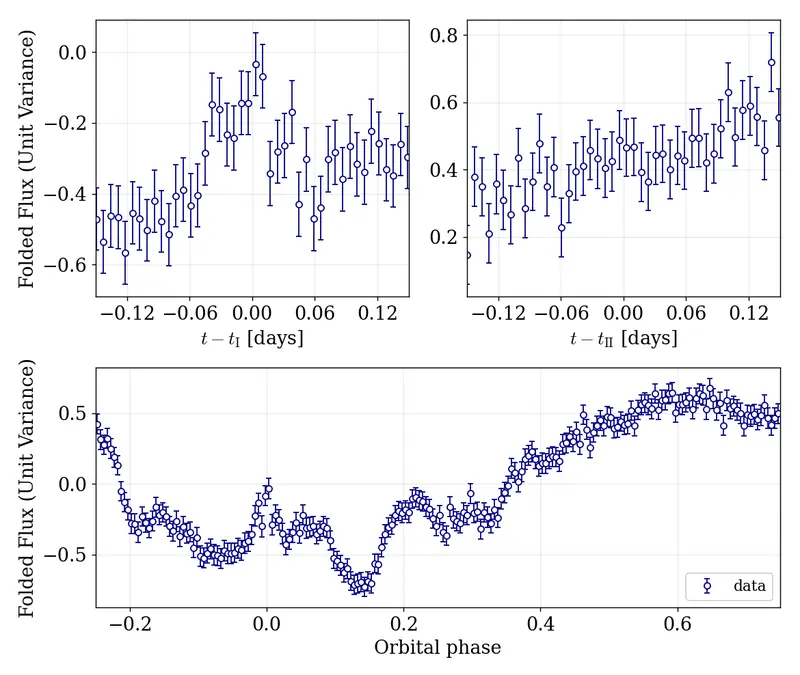 Folded Flux (Unit Variance)
0.0
−0.2
−0.4
−0.6
−0.12 −0.06 0.00 0.06 0.12
t − t_I [days]
0.8
0.6
0.4
0.2
−0.12 −0.06 0.00 0.06 0.12
t − t_II [days]
Folded Flux (Unit Variance)
0.5
0.0
−0.5
−0.2 0.0 0.2 0.4 0.6
Orbital phase
data